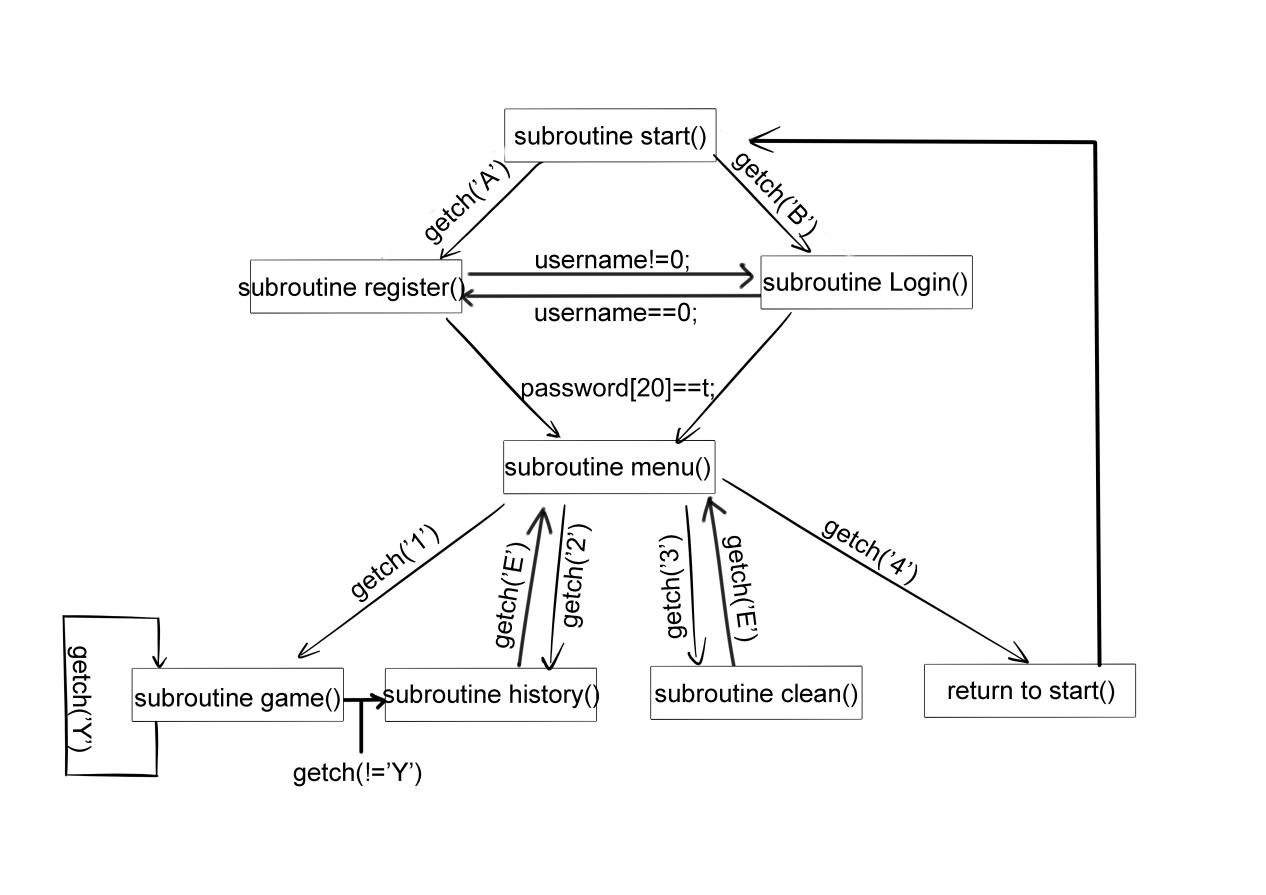 subroutine start()
getch('A')
getch('B')
username!=0;
subroutine register()
subroutine Login()
username==0;
password[20]==t;
subroutine menu()
getch('1')
getch('E')
getch('2')
getch('3')
getch('E')
getch('4')
getch('Y')
subroutine game()
subroutine history()
subroutine clean()
return to start()
getch(!='Y')